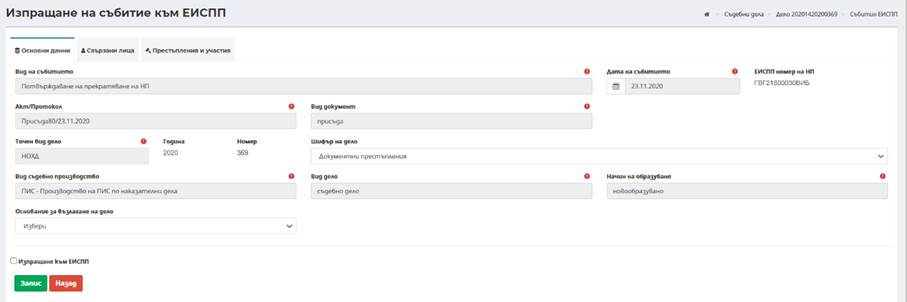 Изпращане на събитие към ЕИСПП
Съдебни дела Дело 20201420200369 Събития ЕИСПП
Основни данни Свързани лица Престъпления и участия
Вид на събитието Дата на събитието ЕИСПП номер на НП
Потвърждаване на прекратяване на НП 23.11.2020 ГВГ21800030ВИБ
Акт/Протокол Вид документ
Присъда80/23.11.2020 присъда
Точен вид дело Година Номер Шифър на дело
НОХД 2020 369 Документни престъпления
Вид съдебно производство Вид дело Начин на образуване
ПИС - Производство на ПИС по наказателни дела съдебно дело новообразувано
Основание за възлагане на дело
Избери
Изпращане към ЕИСПП
Запис Назад